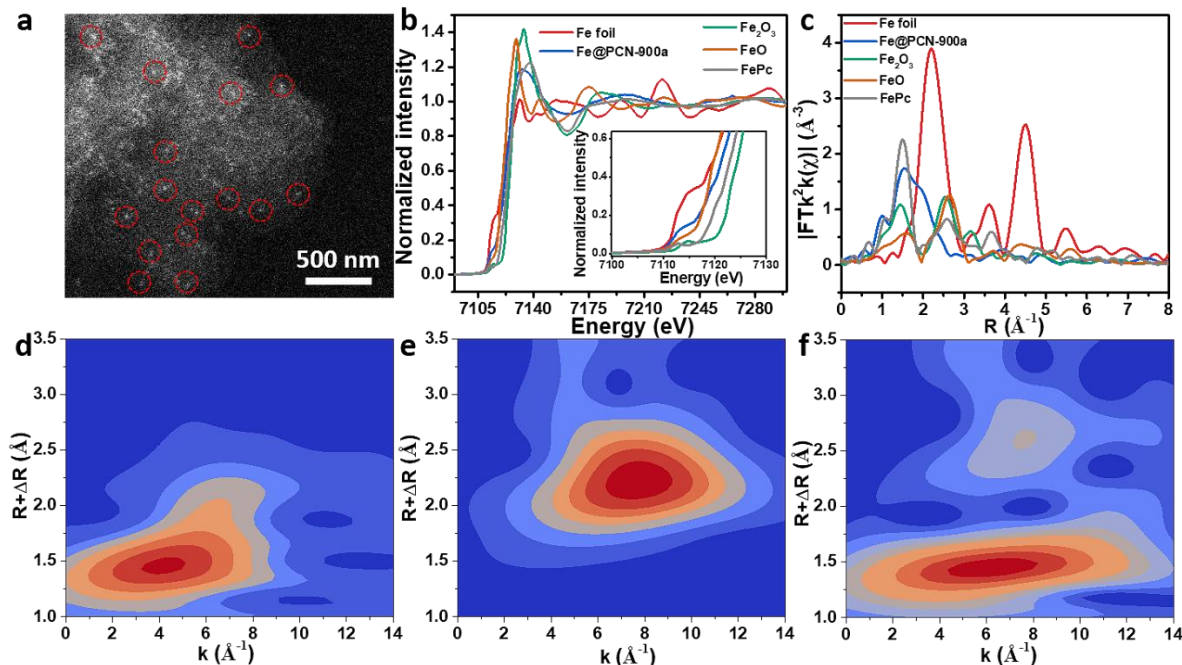 a
500 nm
b
Fe foil
Fe@PCN-900a
Fe₂O₃
FeO
FePc
Normalized intensity
1.4
1.2
1.0
0.8
0.6
0.4
0.2
0.0
7105 7140 7175 7210 7245 7280
Energy (eV)
Normalized intensity
0.6
0.4
0.2
0.0
7100 7110 7120 7130
Energy (eV)
c
Fe foil
Fe@PCN-900a
Fe₂O₃
FeO
FePc
|FTk²k(χ)| (Å⁻³)
4
3
2
1
0
0 1 2 3 4 5 6 7 8
R (Å⁻¹)
d
R+ΔR (Å)
3.5
3.0
2.5
2.0
1.5
1.0
0 2 4 6 8 10 12 14
k (Å⁻¹)
e
R+ΔR (Å)
3.5
3.0
2.5
2.0
1.5
1.0
0 2 4 6 8 10 12 14
k (Å⁻¹)
f
R+ΔR (Å)
3.5
3.0
2.5
2.0
1.5
1.0
0 2 4 6 8 10 12 14
k (Å⁻¹)